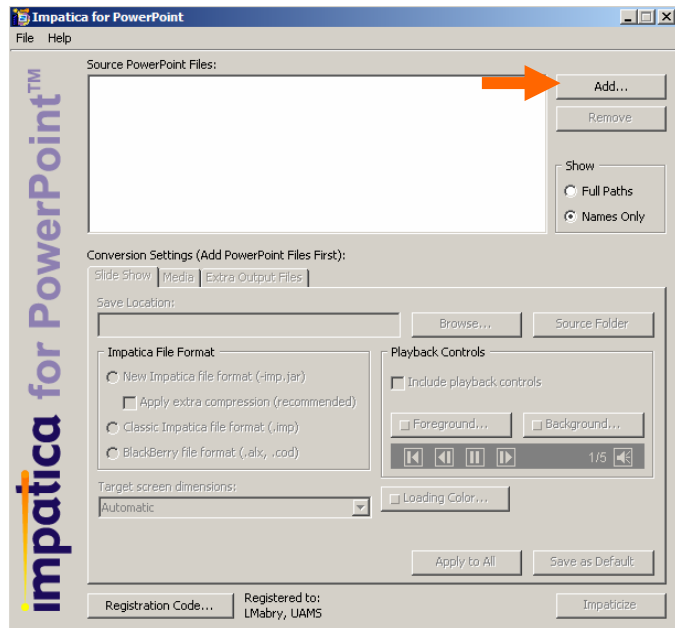 Impatica for PowerPoint
File Help
Source PowerPoint Files:
Add...
Remove
Show
Full Paths
Names Only
impatica for PowerPoint™
Conversion Settings (Add PowerPoint Files First):
Slide Show Media Extra Output Files
Save Location:
Browse... Source Folder
Impatica File Format
New Impatica file format (-imp.jar)
Apply extra compression (recommended)
Classic Impatica file format (.imp)
BlackBerry file format (.alx, .cod)
Playback Controls
Include playback controls
Foreground... Background...
1/5
Target screen dimensions:
Automatic
Loading Color...
Apply to All Save as Default
Registration Code...
Registered to:
LMabry, UAMS
Impaticize